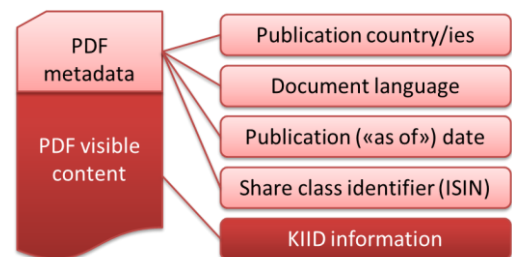 PDF
metadata
PDF visible
content
Publication country/ies
Document language
Publication («as of») date
Share class identifier (ISIN)
KIID information